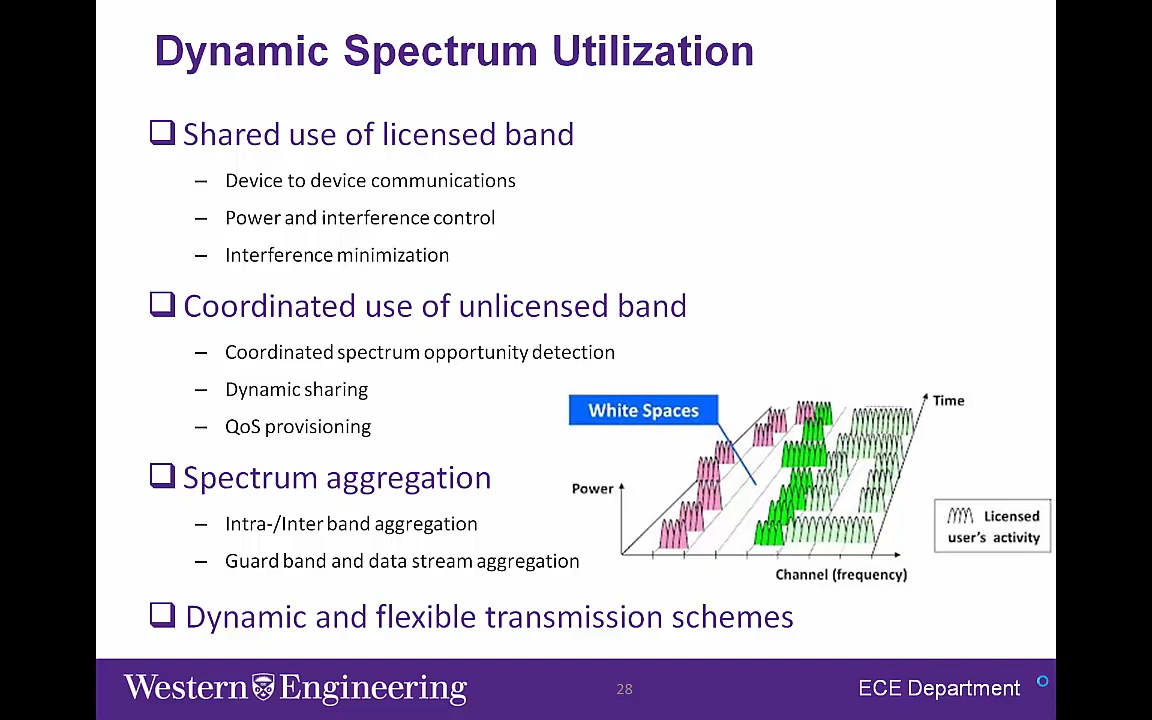 Dynamic Spectrum Utilization
Shared use of licensed band
– Device to device communications
– Power and interference control
– Interference minimization
Coordinated use of unlicensed band
– Coordinated spectrum opportunity detection
– Dynamic sharing
– QoS provisioning
Spectrum aggregation
– Intra-/Inter band aggregation
– Guard band and data stream aggregation
Dynamic and flexible transmission schemes
White Spaces
Time
Power
Licensed
user's activity
Channel (frequency)
Western Engineering
28
ECE Department